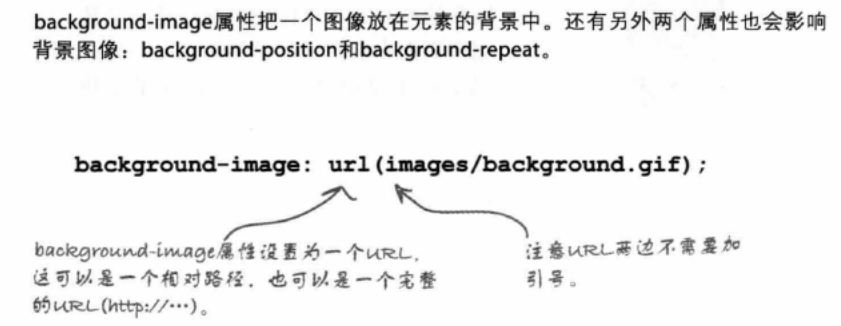 background-image属性把一个图像放在元素的背景中。还有另外两个属性也会影响
背景图像：background-position和background-repeat。
background-image: url(images/background.gif);
background-image属性设置为一个URL，
这可以是一个相对路径，也可以是一个完整
的URL(http://…)。
注意URL两边不需要加
引号。